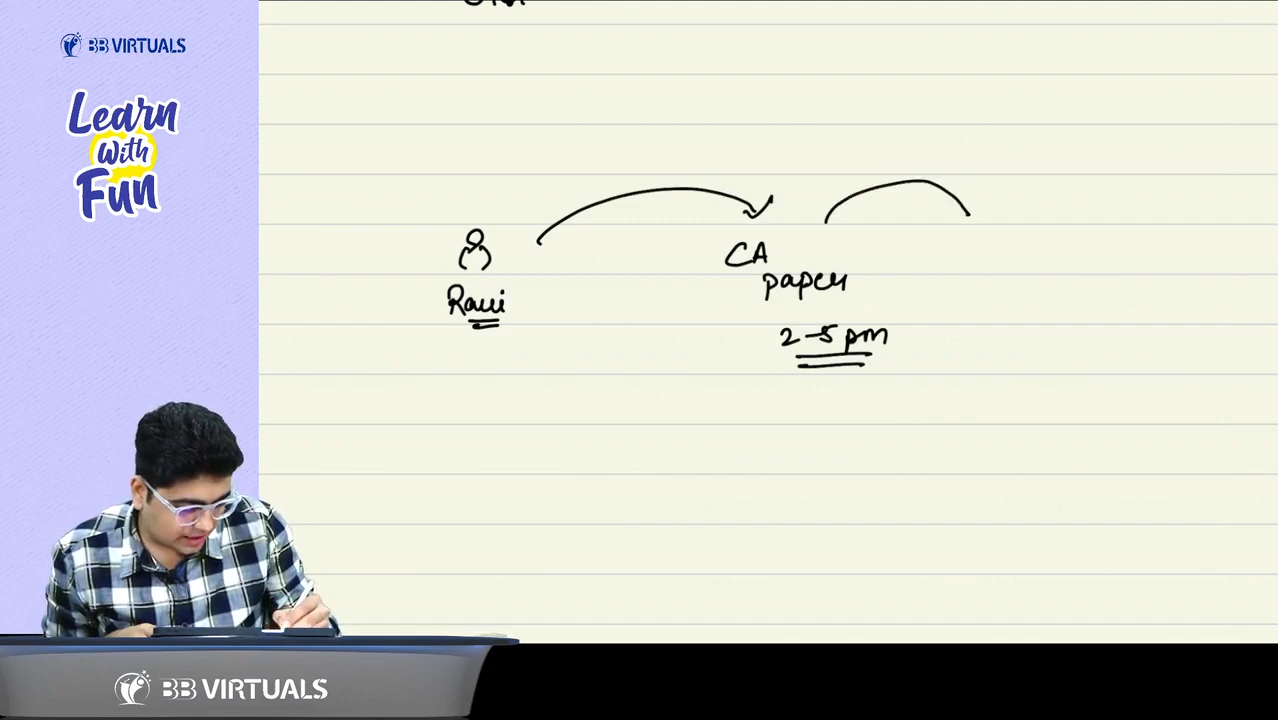 BB VIRTUALS
Learn
With
Fun
CA
paper
Ravi
2-5 pm
BB VIRTUALS